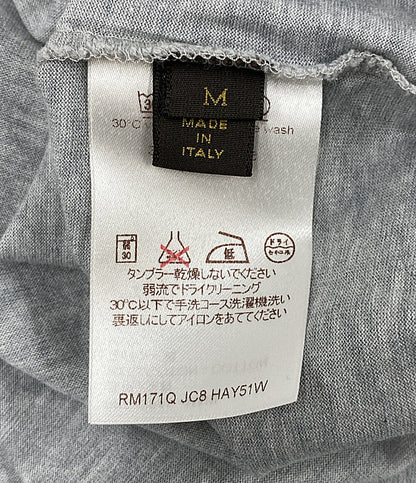 M
MADE
IN
ITALY
30
30°C
wash
弱
30
低
ドライ
セキユ系
タンブラー乾燥しないでください
弱流でドライクリーニング
30℃以下で手洗コース洗濯機洗い
裏返しにしてアイロンをあててください
RM171Q JC8 HAY51W